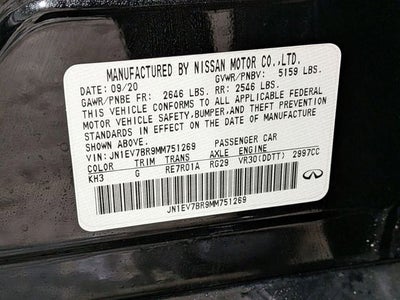 MANUFACTURED BY NISSAN MOTOR CO.,LTD.
DATE: 09/20 GVWR/PNBV: 5159 LBS.
GAWR/PNBE FR: 2646 LBS. RR: 2546 LBS.
THIS VEHICLE CONFORMS TO ALL APPLICABLE FEDERAL
MOTOR VEHICLE SAFETY,BUMPER,AND THEFT PREVENTION
STANDARDS IN EFFECT ON THE DATE OF MANUFACTURE
SHOWN ABOVE.
VIN: JN1EV7BR9MM751269 PASSENGER CAR
COLOR TRIM TRANS AXLE ENGINE
KH3 G RE7R01A RG29 VR30(DDTT) 2997CC
JN1EV7BR9MM751269